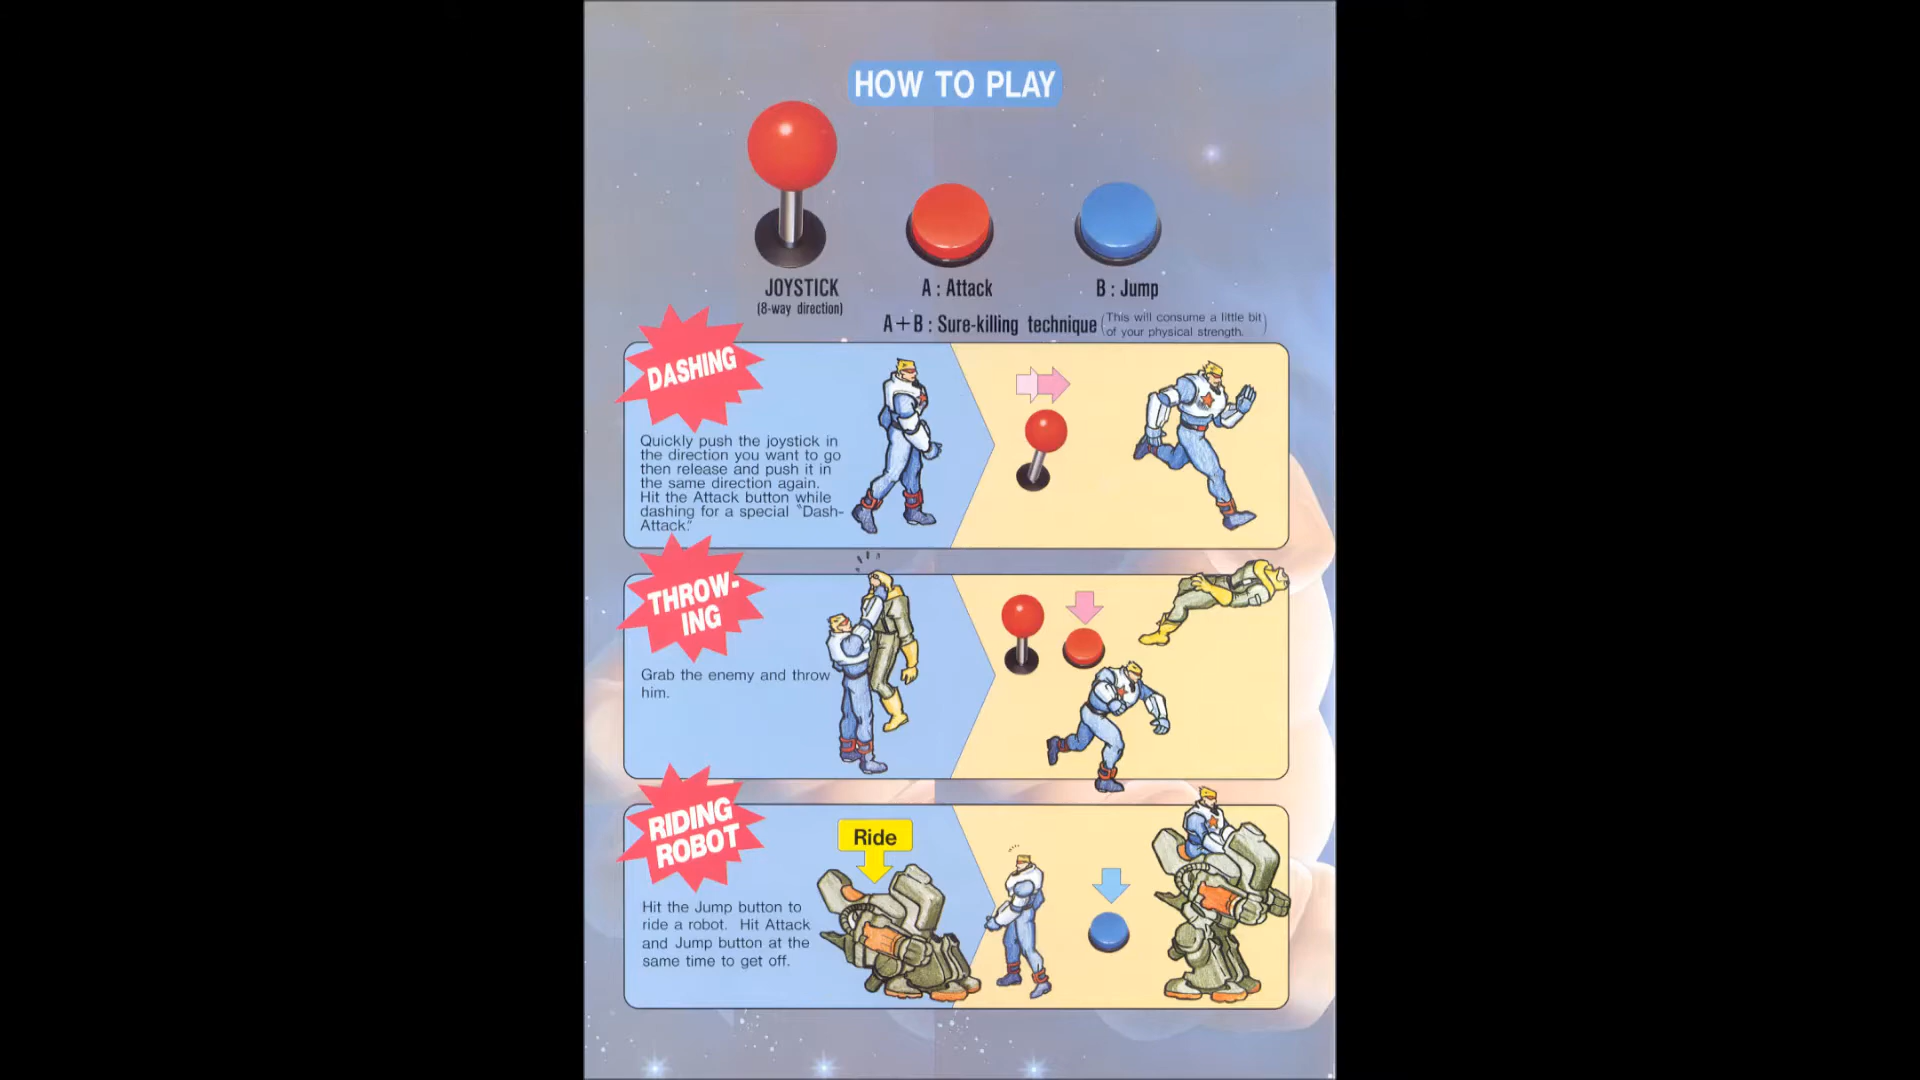 HOW TO PLAY
JOYSTICK
(8-way direction)
A : Attack
B : Jump
A+B : Sure-killing technique (This will consume a little bit
of your physical strength.)
DASHING
Quickly push the joystick in
the direction you want to go
then release and push it in
the same direction again.
Hit the Attack button while
dashing for a special "Dash-
Attack."
THROW-
ING
Grab the enemy and throw
him.
RIDING
ROBOT
Ride
Hit the Jump button to
ride a robot. Hit Attack
and Jump button at the
same time to get off.